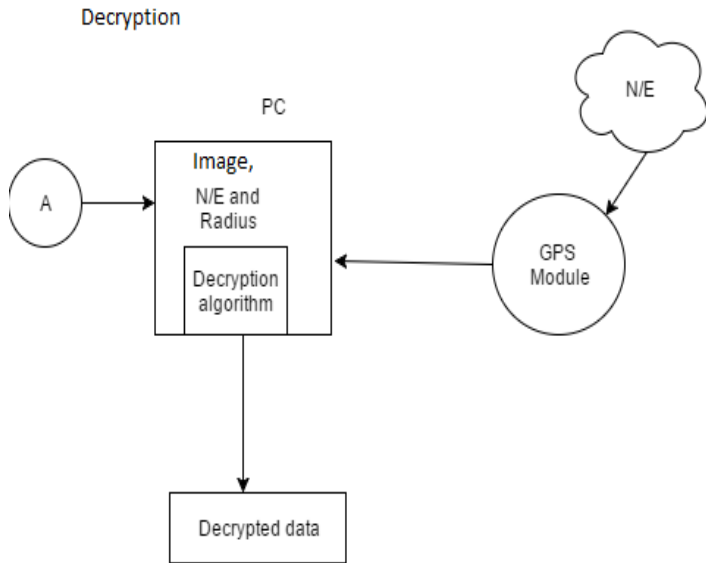 Decryption
N/E
PC
Image,
N/E and
Radius
A
GPS
Module
Decryption
algorithm
Decrypted data